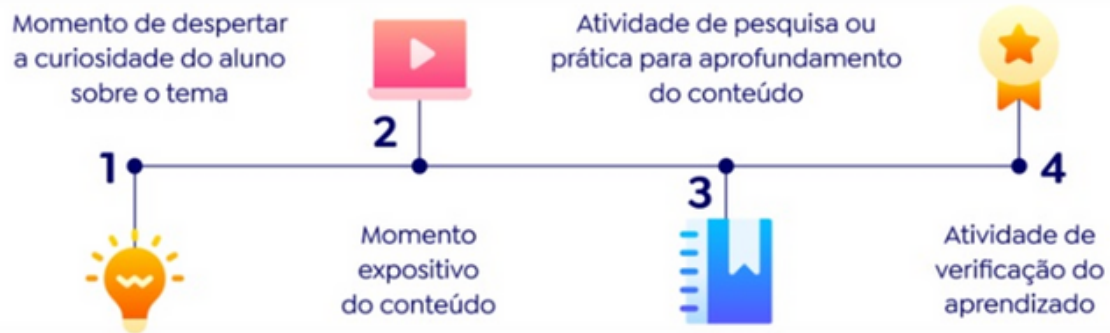 Momento de despertar
a curiosidade do aluno
sobre o tema
1
2
Momento
expositivo
do conteúdo
Atividade de pesquisa ou
prática para aprofundamento
do conteúdo
3
4
Atividade de
verificação do
aprendizado